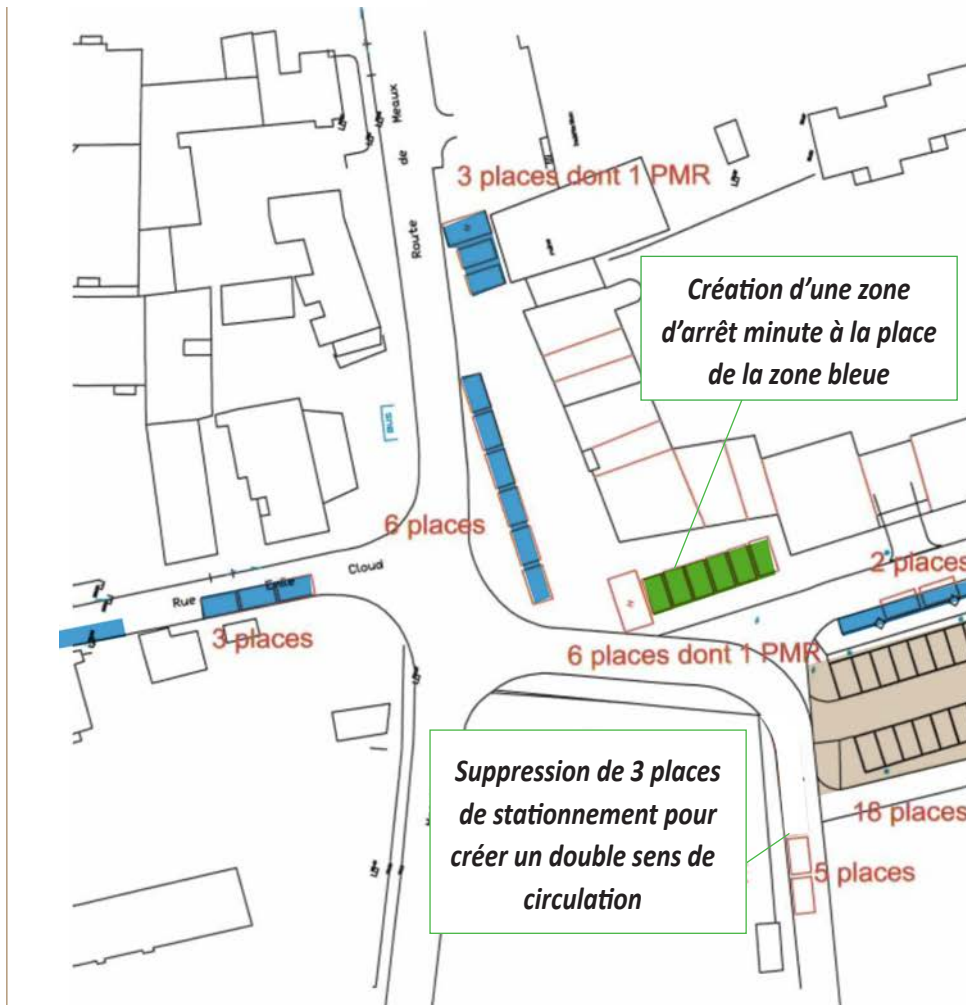 Route de Meaux
3 places dont 1 PMR
Création d'une zone
d'arrêt minute à la place
de la zone bleue
BUS
6 places
Rue Emile Cloud
3 places
2 places
6 places dont 1 PMR
Suppression de 3 places
de stationnement pour
créer un double sens de
circulation
18 places
5 places